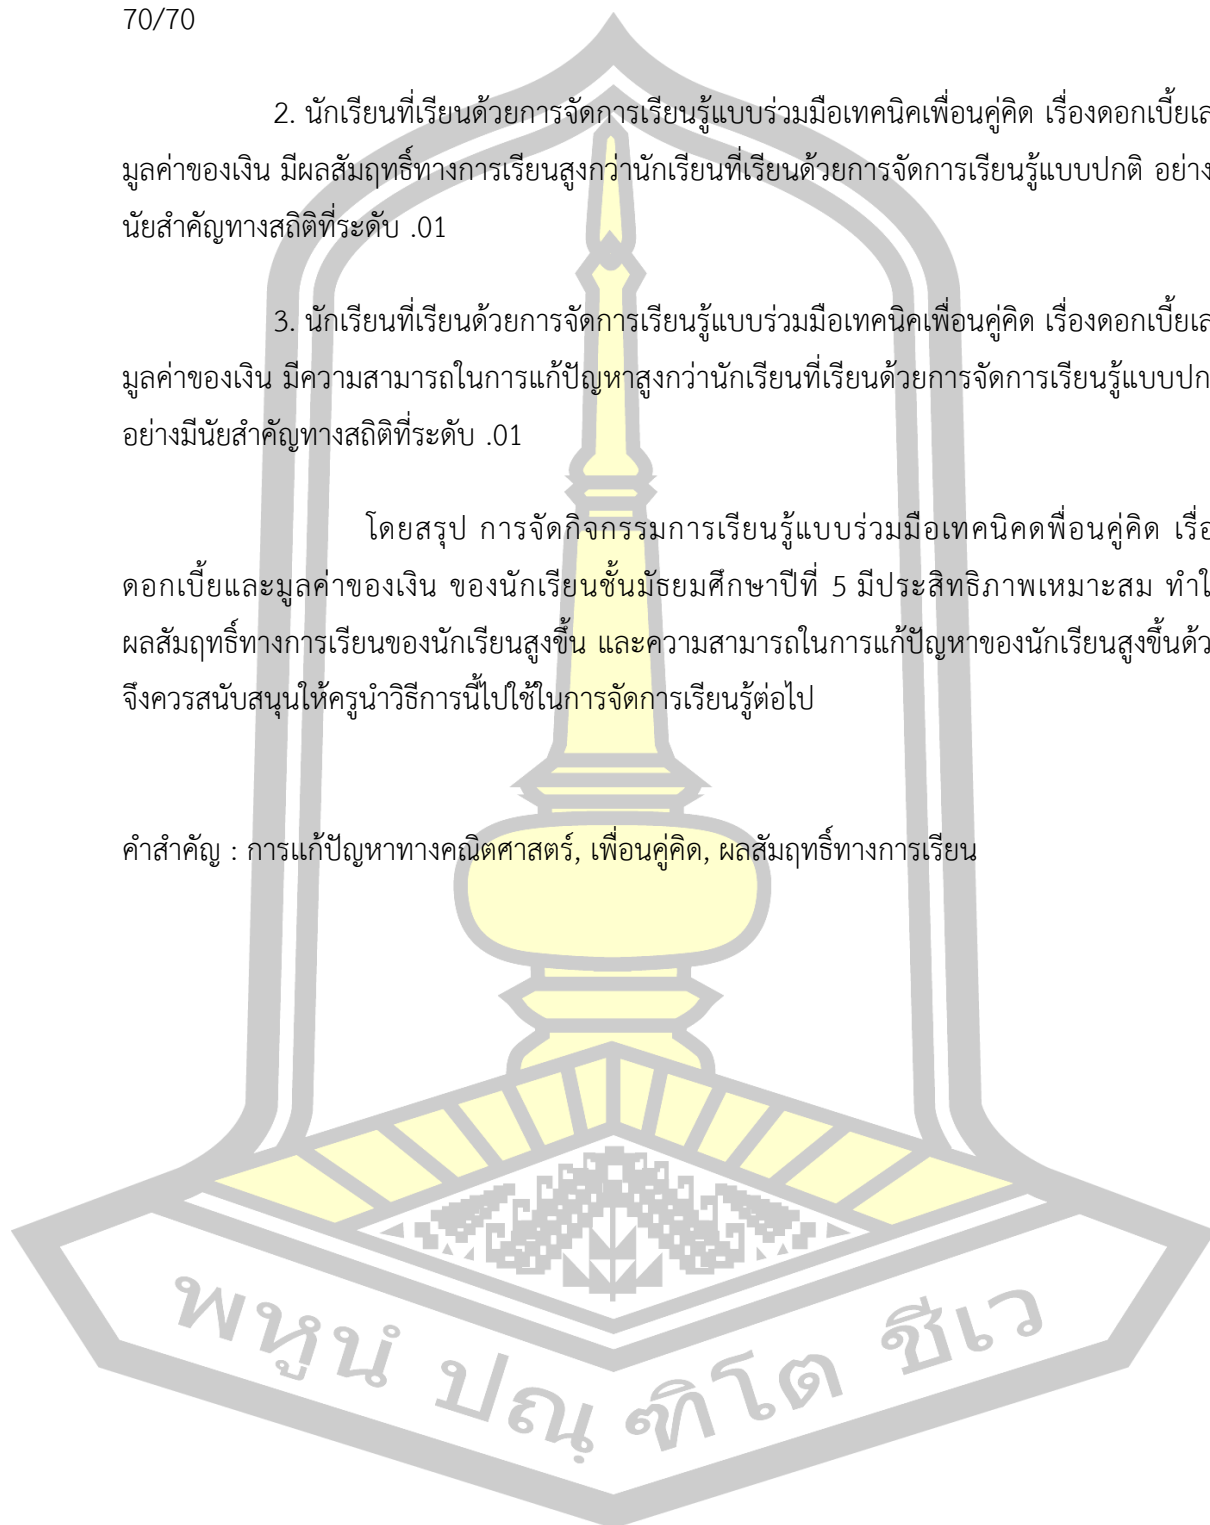 70/70
2. นักเรียนที่เรียนด้วยการจัดการเรียนรู้แบบร่วมมือเทคนิคเพื่อนคู่คิด เรื่องดอกเบี้ย
มูลค่าของเงิน มีผลสัมฤทธิ์ทางการเรียนสูงกว่านักเรียนที่เรียนด้วยการจัดการเรียนรู้แบบปกติ อย่าง
นัยสำคัญทางสถิติที่ระดับ .01
3. นักเรียนที่เรียนด้วยการจัดการเรียนรู้แบบร่วมมือเทคนิคเพื่อนคู่คิด เรื่องดอกเบี้ย
มูลค่าของเงิน มีความสามารถในการแก้ปัญหาสูงกว่านักเรียนที่เรียนด้วยการจัดการเรียนรู้แบบปก
อย่างมีนัยสำคัญทางสถิติที่ระดับ .01
โดยสรุป การจัดกิจกรรมการเรียนรู้แบบร่วมมือเทคนิคดพื่อนคู่คิด เรื่อ
ดอกเบี้ยและมูลค่าของเงิน ของนักเรียนชั้นมัธยมศึกษาปีที่ 5 มีประสิทธิภาพเหมาะสม ทำใ
ผลสัมฤทธิ์ทางการเรียนของนักเรียนสูงขึ้น และความสามารถในการแก้ปัญหาของนักเรียนสูงขึ้นด้ว
จึงควรสนับสนุนให้ครูนำวิธีการนี้ไปใช้ในการจัดการเรียนรู้ต่อไป
คำสำคัญ : การแก้ปัญหาทางคณิตศาสตร์, เพื่อนคู่คิด, ผลสัมฤทธิ์ทางการเรียน
พหูนํ ปณฺฑิโต ชีเว